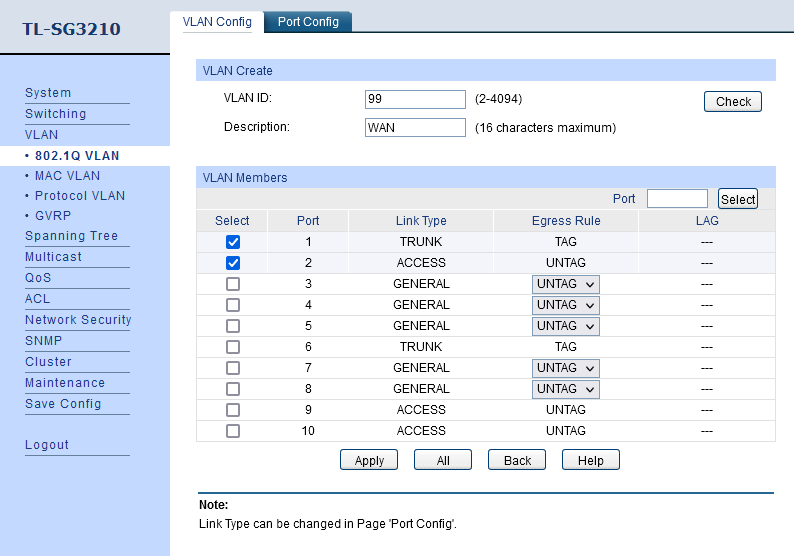 TL-SG3210
VLAN Config Port Config
System
Switching
VLAN
• 802.1Q VLAN
• MAC VLAN
• Protocol VLAN
• GVRP
Spanning Tree
Multicast
QoS
ACL
Network Security
SNMP
Cluster
Maintenance
Save Config
Logout
VLAN Create
VLAN ID: 99 (2-4094) Check
Description: WAN (16 characters maximum)
VLAN Members
Port Select
Select Port Link Type Egress Rule LAG
1 TRUNK TAG ---
2 ACCESS UNTAG ---
3 GENERAL UNTAG ---
4 GENERAL UNTAG ---
5 GENERAL UNTAG ---
6 TRUNK TAG ---
7 GENERAL UNTAG ---
8 GENERAL UNTAG ---
9 ACCESS UNTAG ---
10 ACCESS UNTAG ---
Apply All Back Help
Note:
Link Type can be changed in Page 'Port Config'.